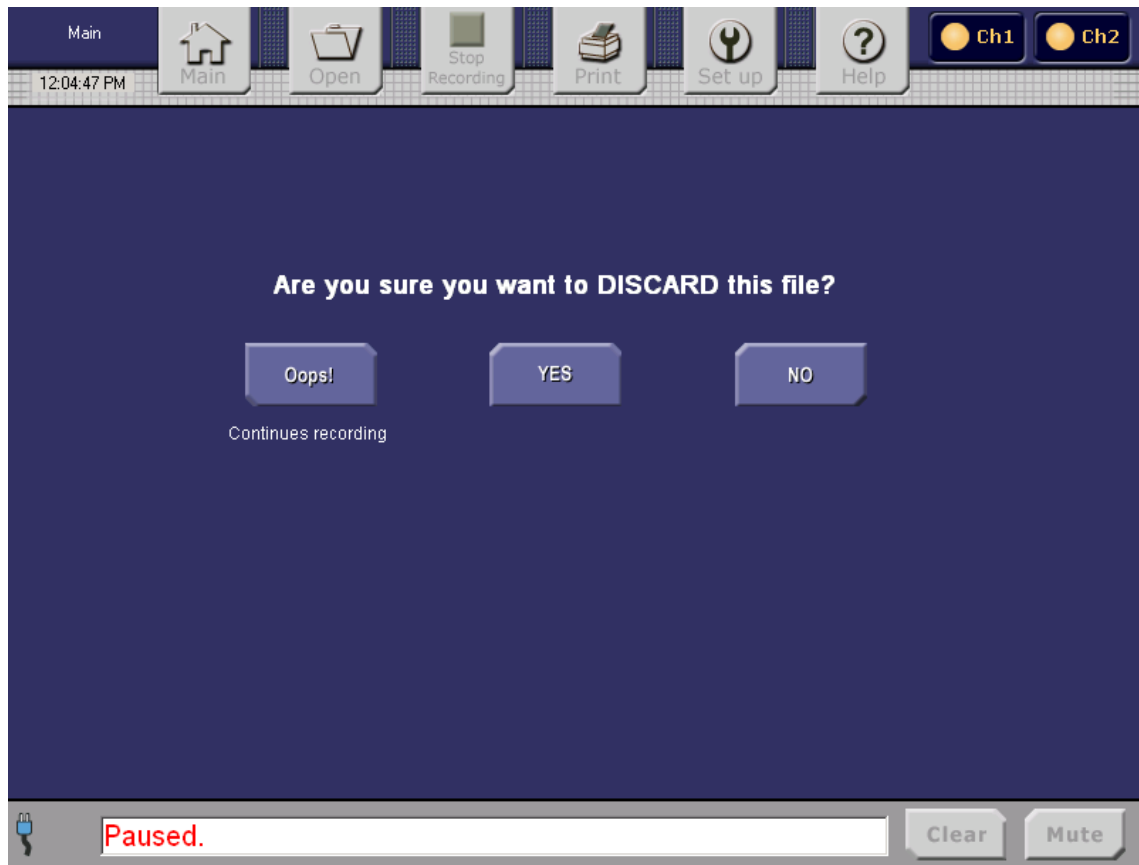 Main
12:04:47 PM
Main
Open
Stop
Recording
Print
Set up
?
Help
Ch1
Ch2
Are you sure you want to DISCARD this file?
Oops!
YES
NO
Continues recording
Paused.
Clear
Mute